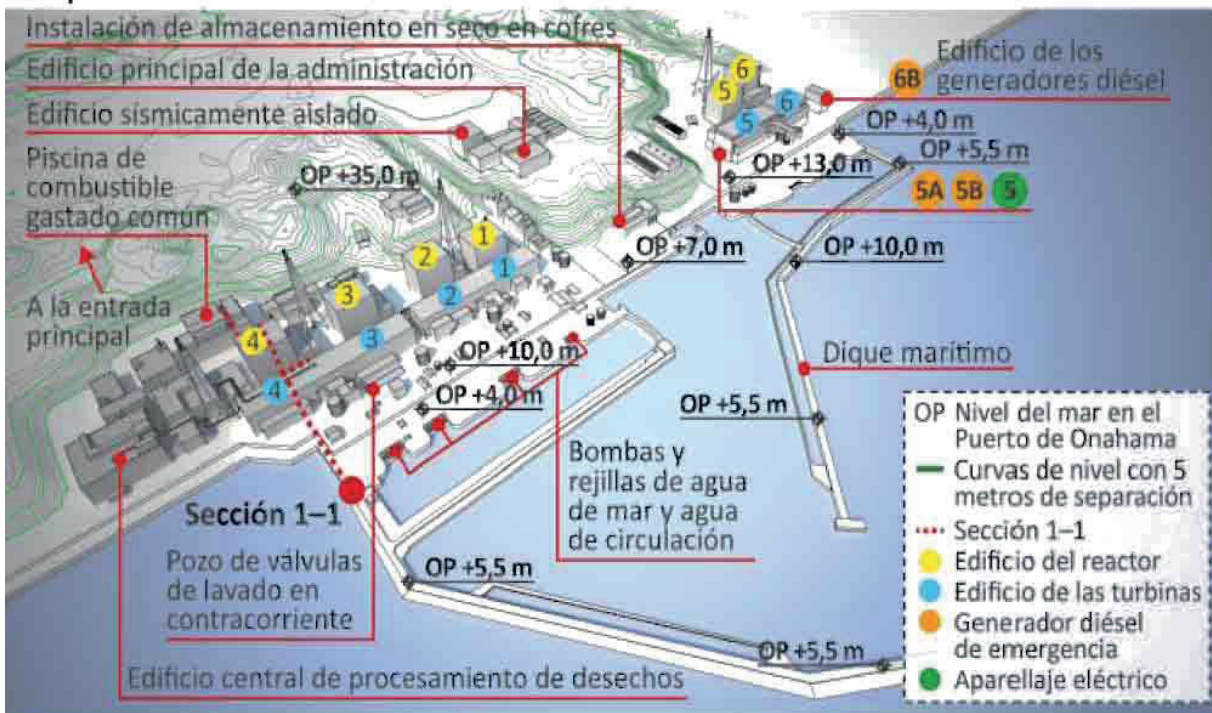 Instalación de almacenamiento en seco en cofres
Edificio principal de la administración
Edificio sísmicamente aislado
Piscina de
combustible
gastado común
A la entrada
principal
OP +35,0 m
6
5
6
5
6B
Edificio de los
generadores diésel
OP +4,0 m
OP +5,5 m
OP +13,0 m
5A 5B 5
OP +7,0 m
OP +10,0 m
1
2
1
3
2
4
3
4
OP +10,0 m
OP +4,0 m
Dique marítimo
OP +5,5 m
Sección 1–1
Bombas y
rejillas de agua
de mar y agua
de circulación
Pozo de válvulas
de lavado en
contracorriente
OP +5,5 m
OP +5,5 m
Edificio central de procesamiento de desechos
OP Nivel del mar en el
Puerto de Onahama
Curvas de nivel con 5
metros de separación
Sección 1–1
Edificio del reactor
Edificio de las turbinas
Generador diésel
de emergencia
Aparellaje eléctrico